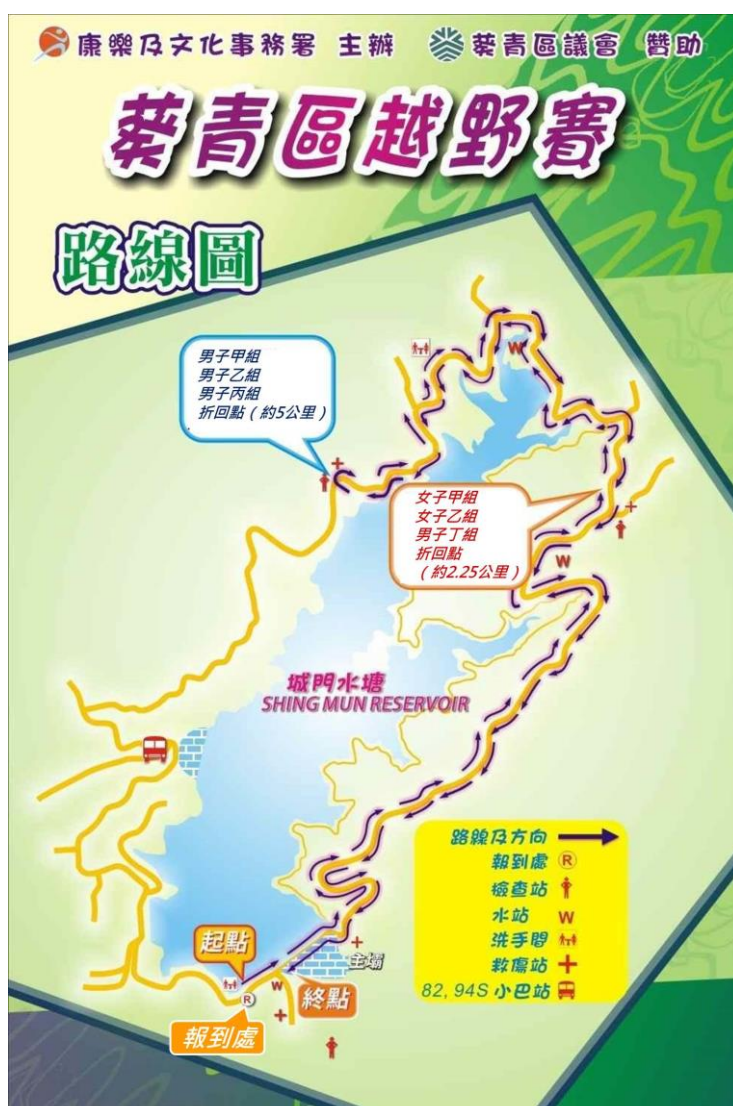 康樂及文化事務署 主辦 葵青區議會 贊助
葵青區越野賽
路線圖
男子甲組
男子乙組
男子丙組
折回點（約5公里）
W
女子甲組
女子乙組
男子丁組
折回點
（約2.25公里）
W
城門水塘
SHING MUN RESERVOIR
路線及方向
報到處 R
檢查站
水站 W
洗手間
救傷站
82, 94S 小巴站
起點
主壩
W
終點
R
報到處